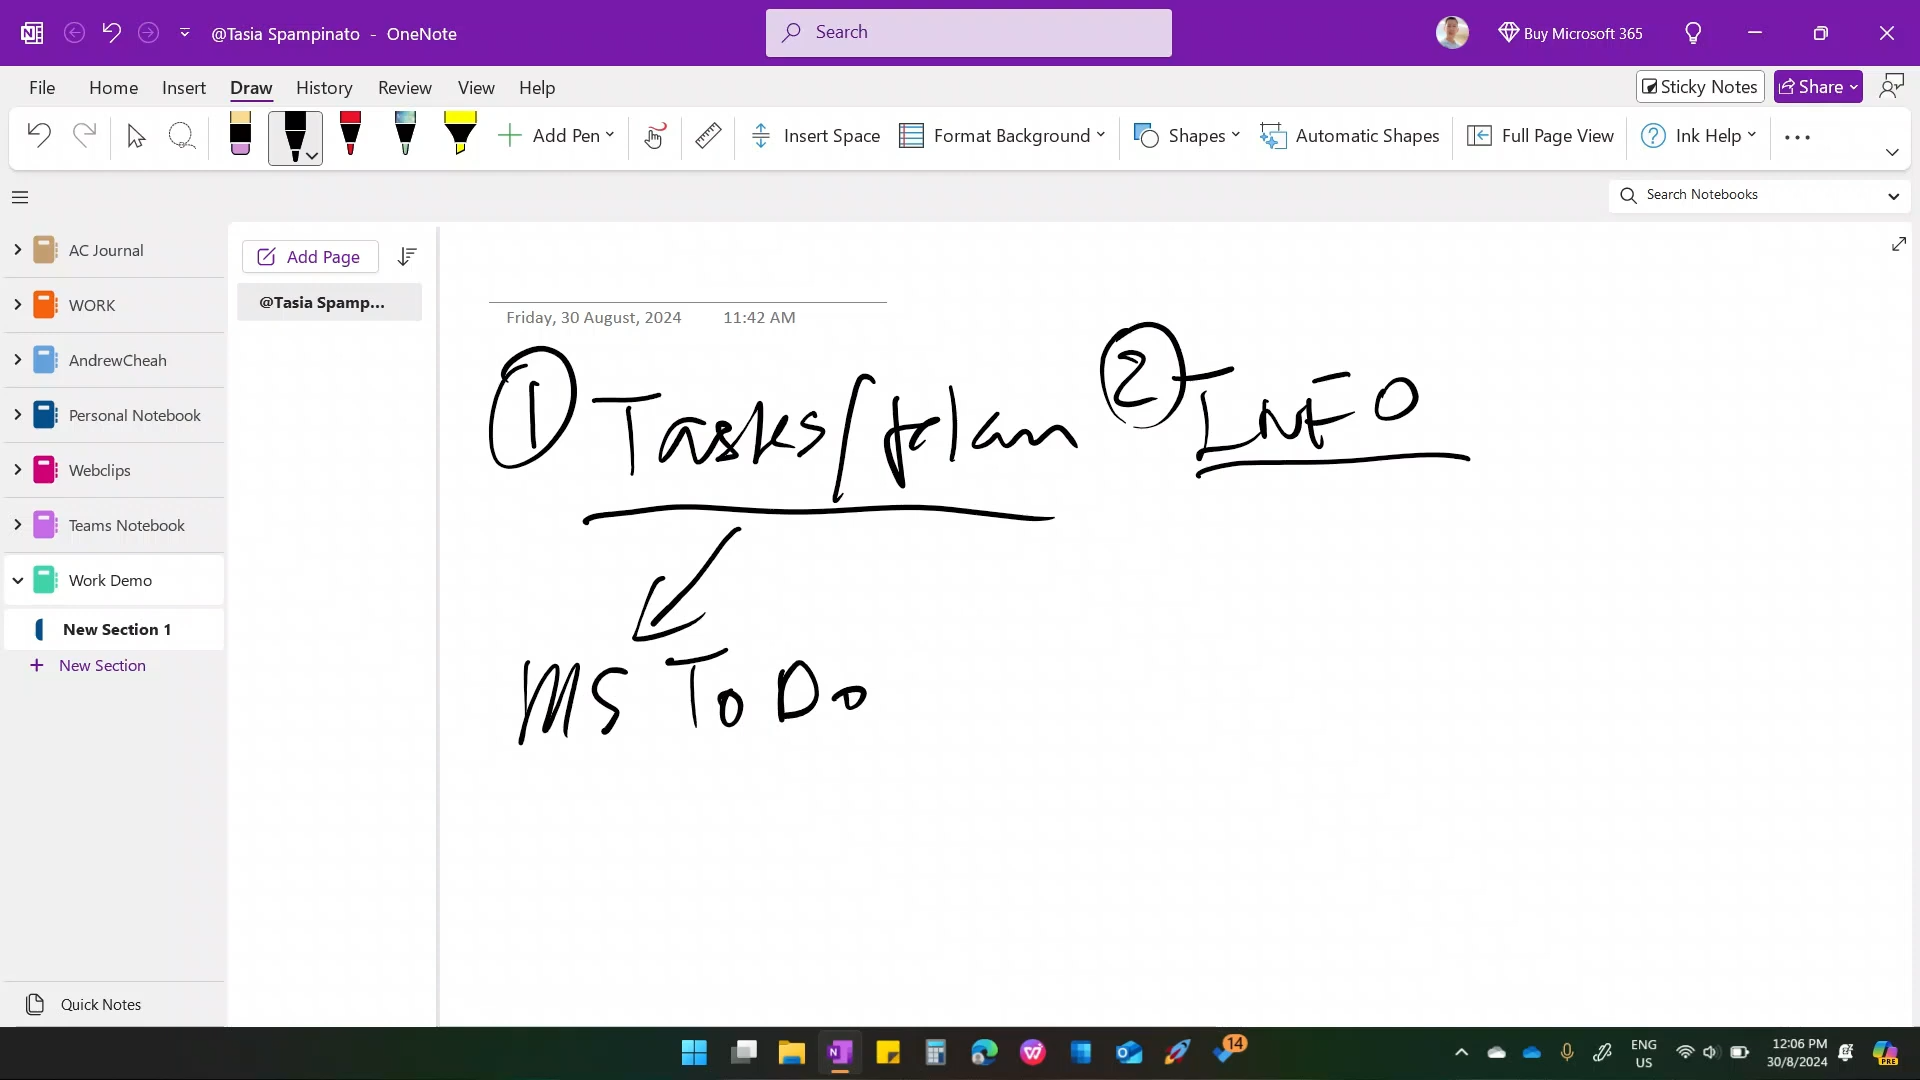 @Tasia Spampinato - OneNote
Search
Buy Microsoft 365
File Home Insert Draw History Review View Help
Sticky Notes
Share
Add Pen
Insert Space
Format Background
Shapes
Automatic Shapes
Full Page View
Ink Help
Search Notebooks
AC Journal
WORK
AndrewCheah
Personal Notebook
Webclips
Teams Notebook
Work Demo
New Section 1
New Section
Quick Notes
Add Page
@Tasia Spamp...
Friday, 30 August, 2024 11:42 AM
1 Tasks/plan
2 INFO
MS To Do
14
ENG
US
12:06 PM
30/8/2024
PRE